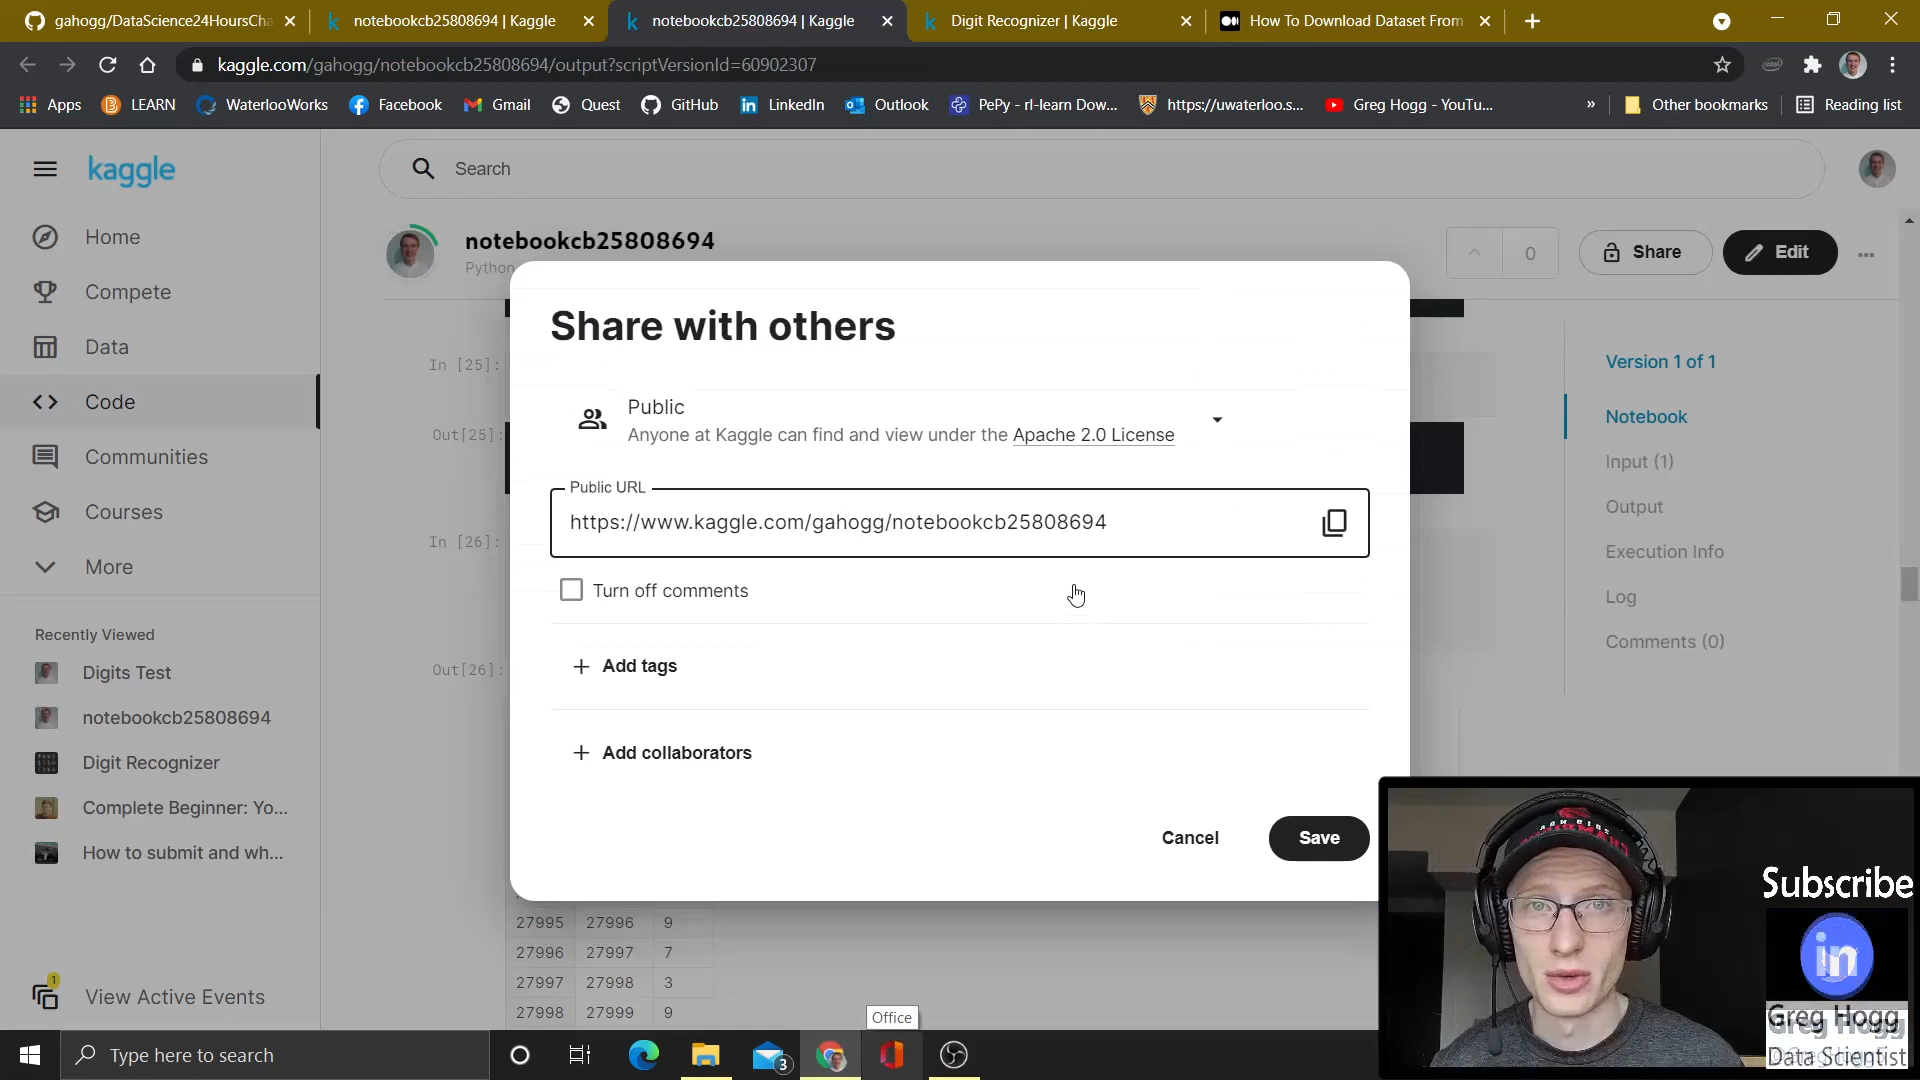 gahogg/DataScience24HoursCha
notebookcb25808694 | Kaggle
notebookcb25808694 | Kaggle
Digit Recognizer | Kaggle
How To Download Dataset From
kaggle.com/gahogg/notebookcb25808694/output?scriptVersionId=60902307
Apps
LEARN
WaterlooWorks
Facebook
Gmail
Quest
GitHub
LinkedIn
Outlook
PePy - rl-learn Dow...
https://uwaterloo.s...
Greg Hogg - YouTu...
»
Other bookmarks
Reading list
kaggle
Search
Home
Compete
Data
Code
Communities
Courses
More
Recently Viewed
Digits Test
notebookcb25808694
Digit Recognizer
Complete Beginner: Yo...
How to submit and wh...
1
View Active Events
notebookcb25808694
Python
0
Share
Edit
In [25]:
Out[25]:
In [26]:
Out[26]:
Share with others
Public
Anyone at Kaggle can find and view under the Apache 2.0 License
Public URL
https://www.kaggle.com/gahogg/notebookcb25808694
Turn off comments
+ Add tags
+ Add collaborators
Cancel
Save
Version 1 of 1
Notebook
Input (1)
Output
Execution Info
Log
Comments (0)
27995 27996 9
27996 27997 7
27997 27998 3
27998 27999 9
Office
Subscribe
in
Greg Hogg
Data Scientist
Type here to search
3